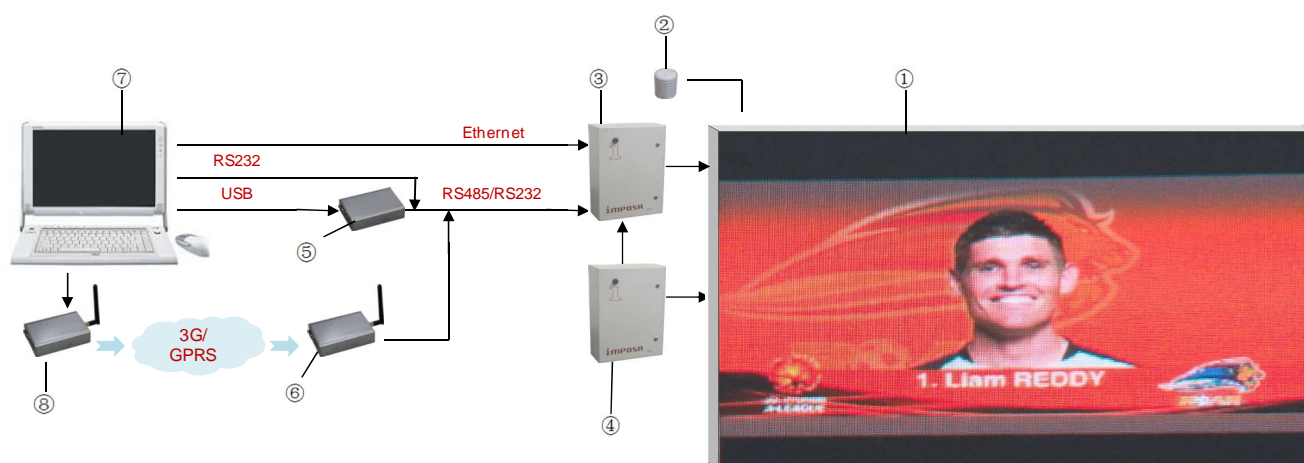 ②
⑦
③
①
Ethernet
RS232
USB
RS485/RS232
i
imposa
⑤
i
imposa
3G/
GPRS
⑧
⑥
④
1. Liam REDDY
A-LEAGUE